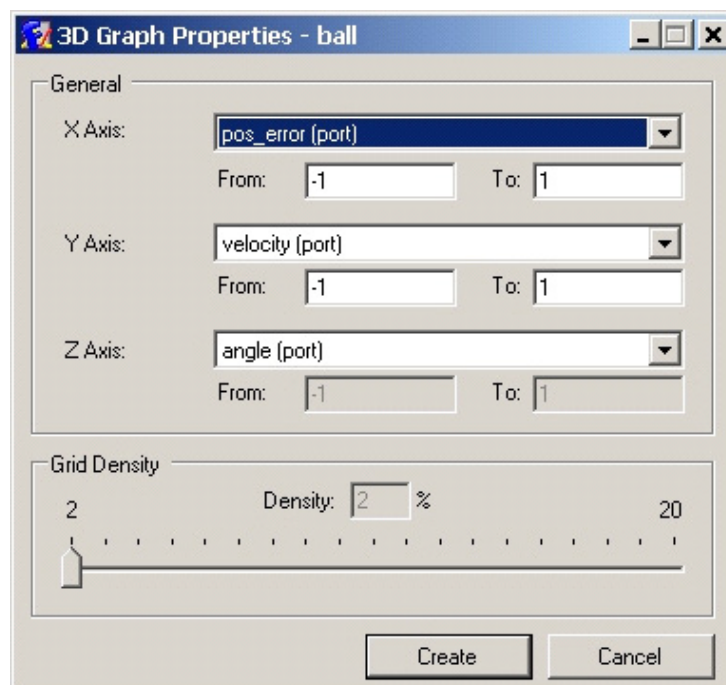 3D Graph Properties - ball
General
X Axis: pos_error (port)
From: -1 To: 1
Y Axis: velocity (port)
From: -1 To: 1
Z Axis: angle (port)
From: -1 To: 1
Grid Density
2 Density: 2 % 20
Create Cancel